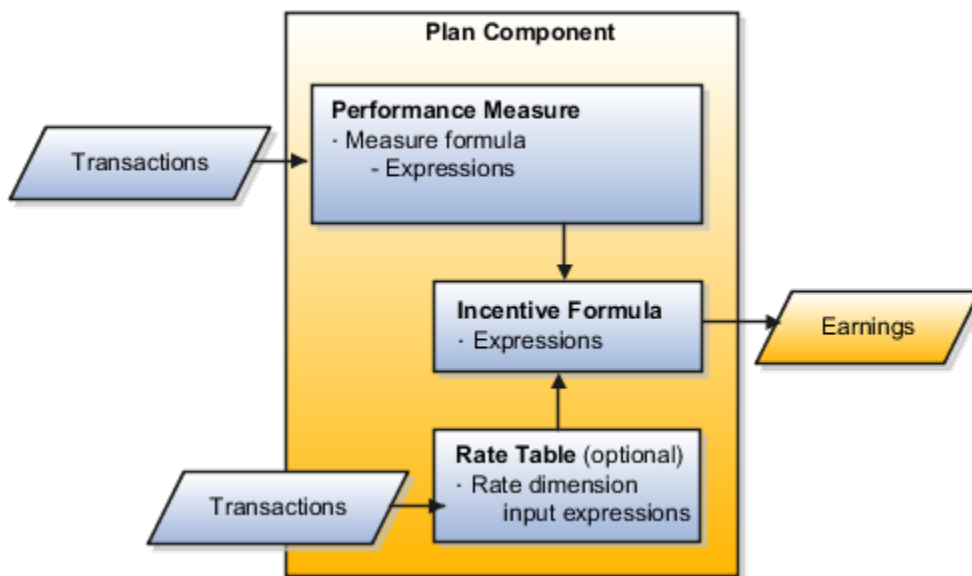 Plan Component
Performance Measure
· Measure formula
- Expressions
Transactions
Incentive Formula
· Expressions
Earnings
Rate Table (optional)
· Rate dimension
input expressions
Transactions